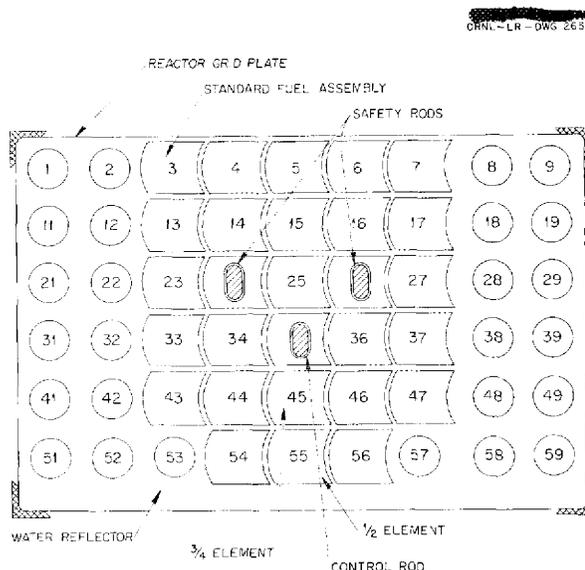 ORNL-LR-DWG 265
REACTOR GRID PLATE
STANDARD FUEL ASSEMBLY
SAFETY RODS
1 2 3 4 5 6 7 8 9
11 12 13 14 15 16 17 18 19
21 22 23 25 27 28 29
31 32 33 34 36 37 38 39
41 42 43 44 45 46 47 48 49
51 52 53 54 55 56 57 58 59
WATER REFLECTOR
1/2 ELEMENT
3/4 ELEMENT
CONTROL ROD